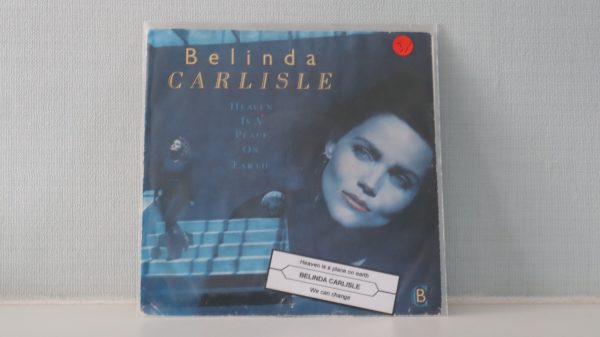 Belinda
CARLISLE
HEAVEN
IS A
PLACE
ON
EARTH
Heaven is a place on earth
BELINDA CARLISLE
We can change
B